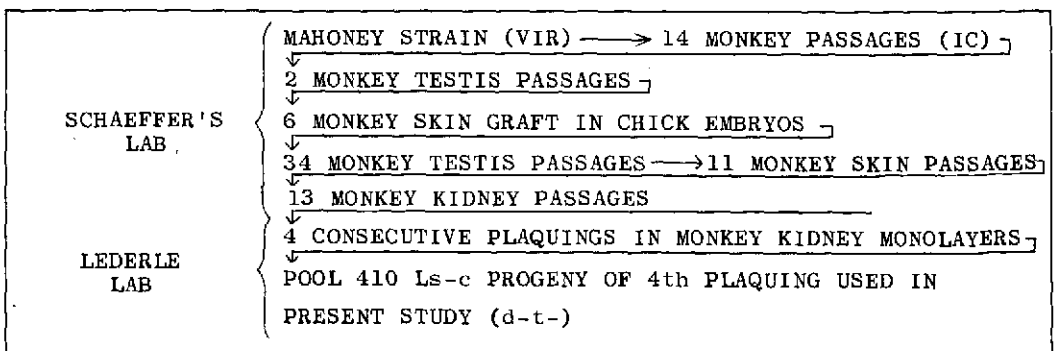 MAHONEY STRAIN (VIR) ⟶ 14 MONKEY PASSAGES (IC)
2 MONKEY TESTIS PASSAGES
SCHAEFFER'S
LAB
6 MONKEY SKIN GRAFT IN CHICK EMBRYOS
34 MONKEY TESTIS PASSAGES ⟶ 11 MONKEY SKIN PASSAGES
13 MONKEY KIDNEY PASSAGES
4 CONSECUTIVE PLAQUINGS IN MONKEY KIDNEY MONOLAYERS
LEDERLE
LAB
POOL 410 Ls-c PROGENY OF 4th PLAQUING USED IN
PRESENT STUDY (d-t-)